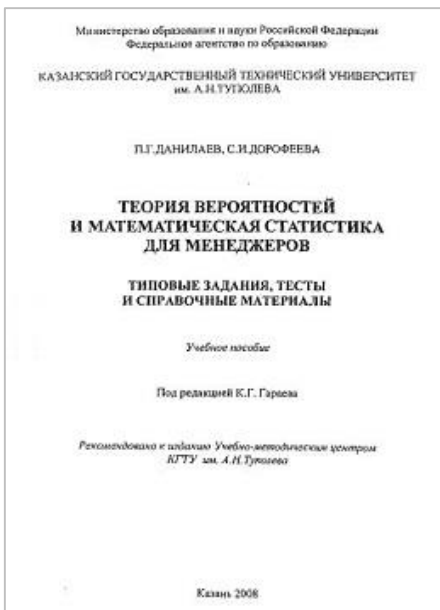 Министерство образования и науки Российской Федерации
Федеральное агентство по образованию
КАЗАНСКИЙ ГОСУДАРСТВЕННЫЙ ТЕХНИЧЕСКИЙ УНИВЕРСИТЕТ
им. А.Н.ТУПОЛЕВА
П.Г.ДАНИЛАЕВ, С.И.ДОРОФЕЕВА
ТЕОРИЯ ВЕРОЯТНОСТЕЙ
И МАТЕМАТИЧЕСКАЯ СТАТИСТИКА
ДЛЯ МЕНЕДЖЕРОВ
ТИПОВЫЕ ЗАДАНИЯ, ТЕСТЫ
И СПРАВОЧНЫЕ МАТЕРИАЛЫ
Учебное пособие
Под редакцией К.Г. Гараева
Рекомендовано к изданию Учебно-методическим центром
КГТУ им. А.Н.Туполева
Казань 2008